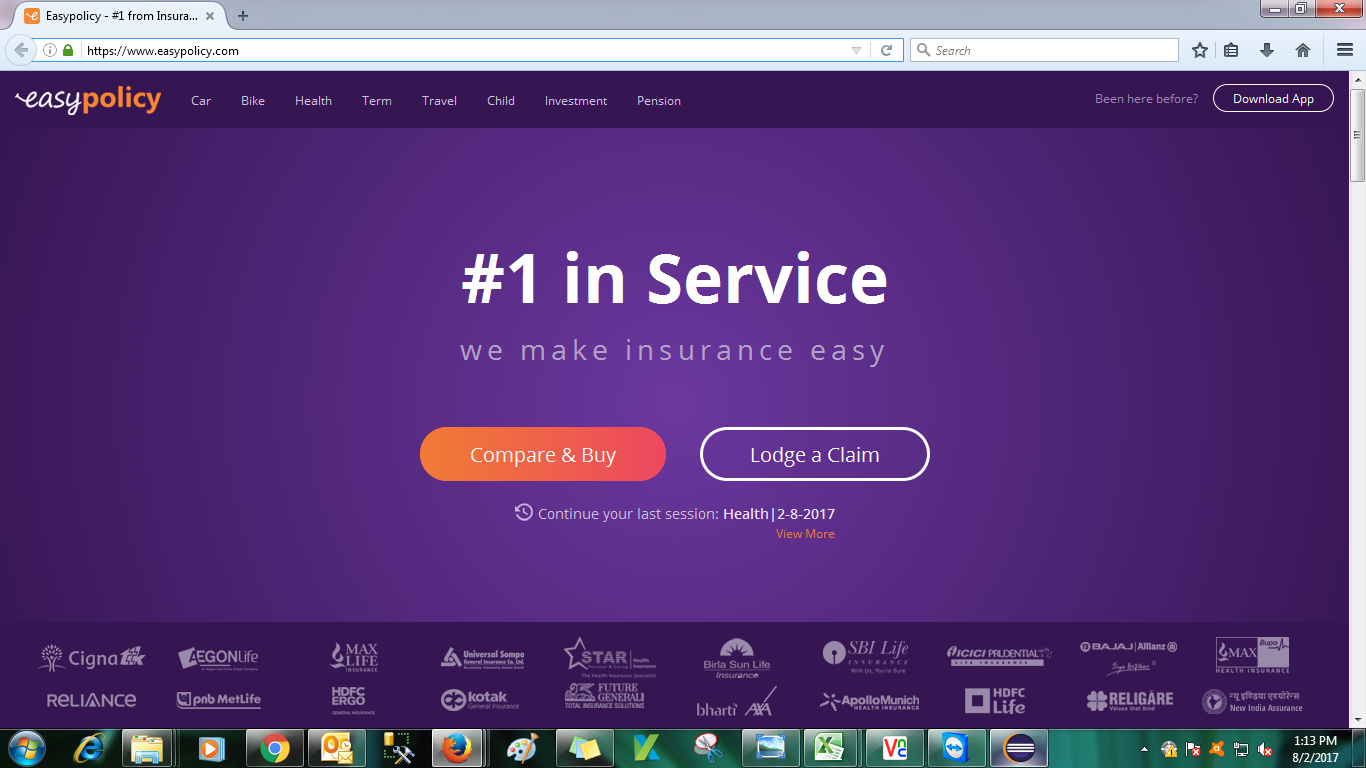 Easypolicy - #1 from Insura...
https://www.easypolicy.com
Search
easypolicy
Car
Bike
Health
Term
Travel
Child
Investment
Pension
Been here before?
Download App
#1 in Service
we make insurance easy
Compare & Buy
Lodge a Claim
Continue your last session: Health|2-8-2017
View More
Cigna
AEGONLife
MAX
LIFE
INSURANCE
Universal Sompo
General Insurance Co. Ltd.
STAR Health
Insurance
The Health Insurance Specialist
Birla Sun Life
Insurance
SBI Life
INSURANCE
With Us, You're Sure
ICICI PRUDENTIAL
LIFE INSURANCE
BAJAJ Allianz
MAX Bupa
HEALTH INSURANCE
RELIANCE
pnb MetLife
HDFC
ERGO
GENERAL INSURANCE
kotak
General Insurance
FUTURE
GENERALI
TOTAL INSURANCE SOLUTIONS
bharti AXA
ApolloMunich
HEALTH INSURANCE
HDFC
Life
RELIGARE
Values that bind
न्यू इण्डिया एश्योरेन्स
New India Assurance
1:13 PM
8/2/2017